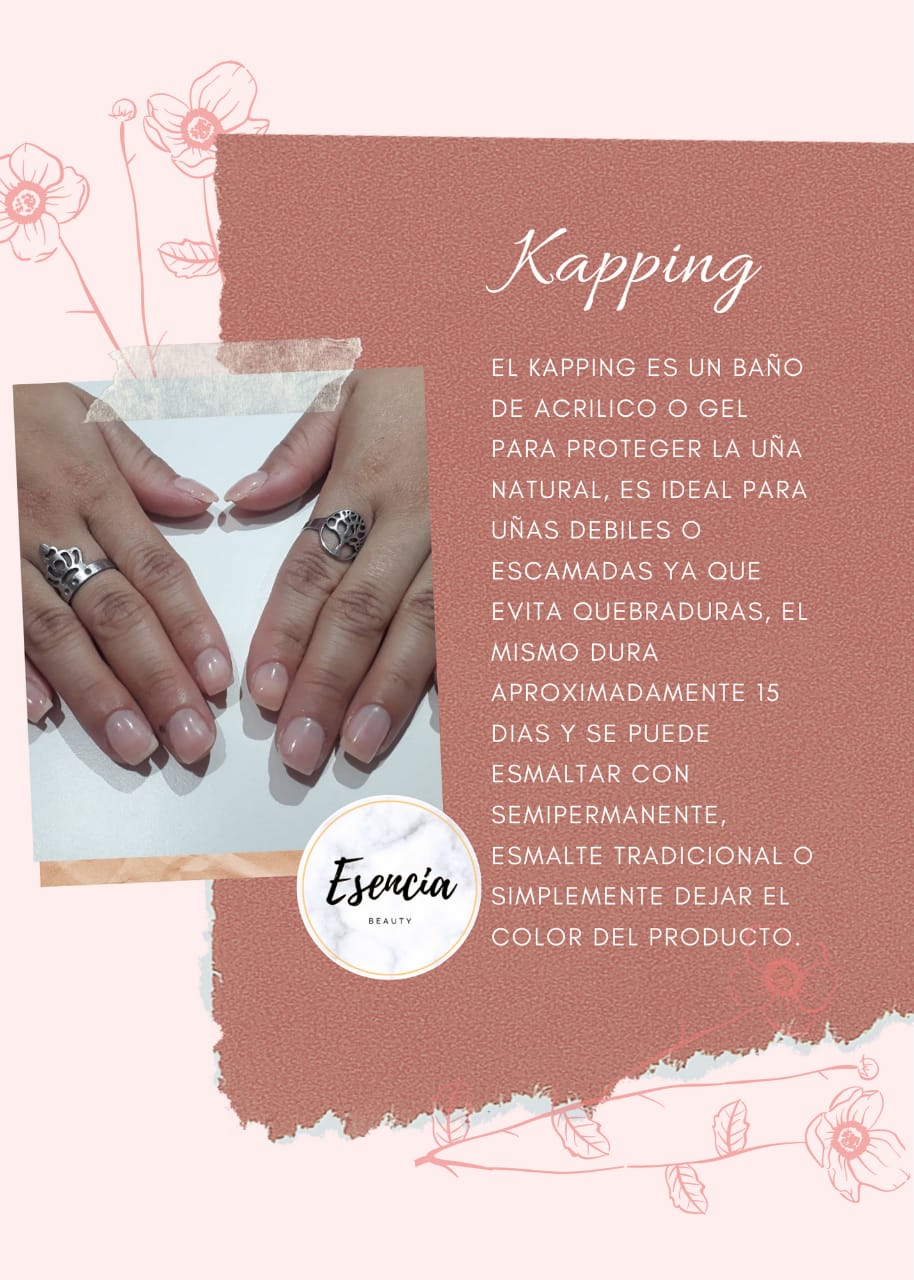 Kapping
EL KAPPING ES UN BAÑO
DE ACRILICO O GEL
PARA PROTEGER LA UÑA
NATURAL, ES IDEAL PARA
UÑAS DEBILES O
ESCAMADAS YA QUE
EVITA QUEBRADURAS, EL
MISMO DURA
APROXIMADAMENTE 15
DIAS Y SE PUEDE
ESMALTAR CON
SEMIPERMANENTE,
ESMALTE TRADICIONAL O
SIMPLEMENTE DEJAR EL
COLOR DEL PRODUCTO.
Esencia
BEAUTY